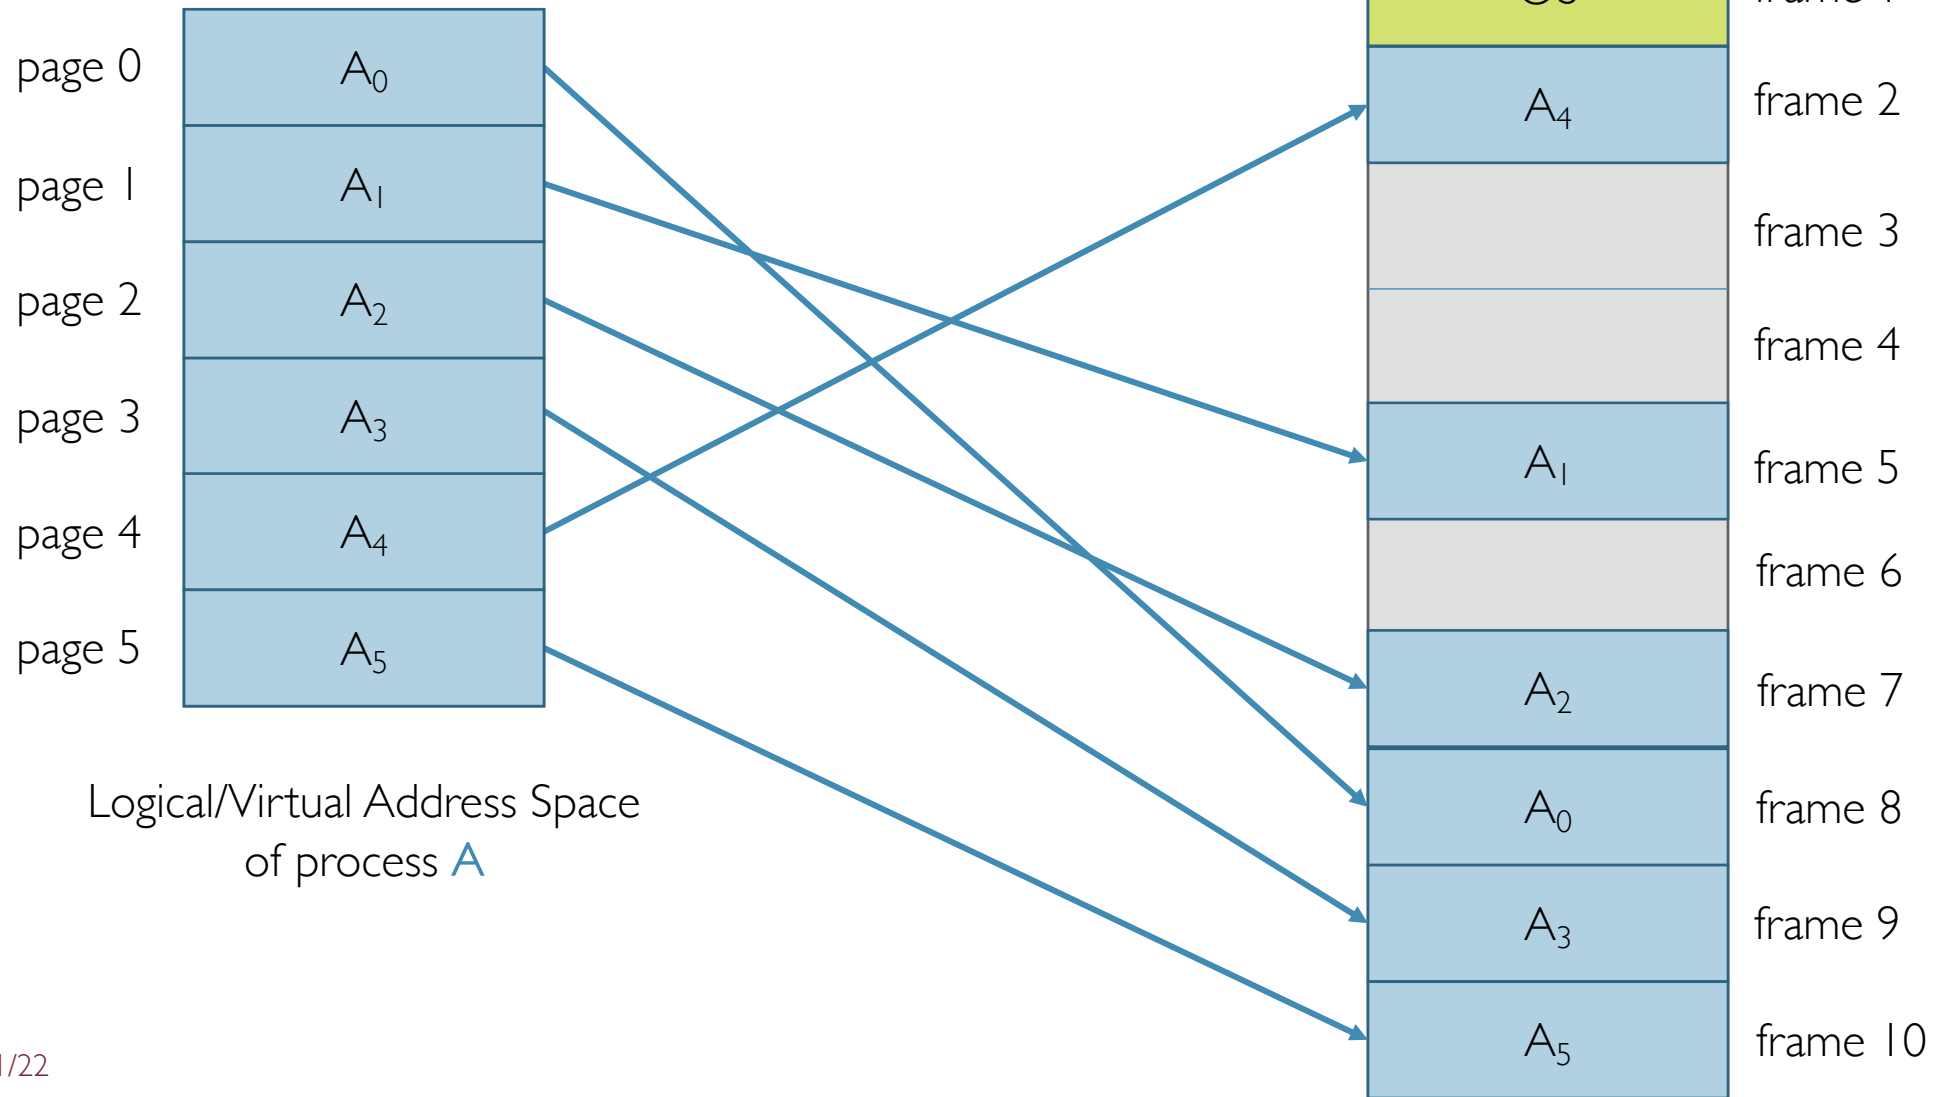 page 0
A₀
page 1
A₁
page 2
A₂
page 3
A₃
page 4
A₄
page 5
A₅
Logical/Virtual Address Space
of process A
A₄
frame 2
frame 3
frame 4
A₁
frame 5
frame 6
A₂
frame 7
A₀
frame 8
A₃
frame 9
A₅
frame 10
/22